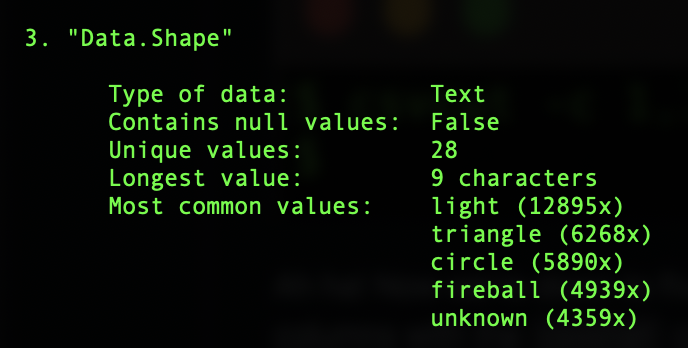 3. "Data.Shape"
Type of data: Text
Contains null values: False
Unique values: 28
Longest value: 9 characters
Most common values: light (12895x)
triangle (6268x)
circle (5890x)
fireball (4939x)
unknown (4359x)